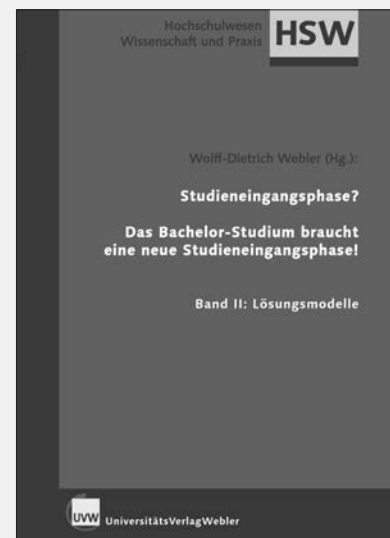 Hochschulwesen
Wissenschaft und Praxis
HSW
Wolff-Dietrich Webler (Hg.):
Studieneingangsphase?
Das Bachelor-Studium braucht
eine neue Studieneingangsphase!
Band II: Lösungsmodelle
UVW UniversitätsVerlagWebler